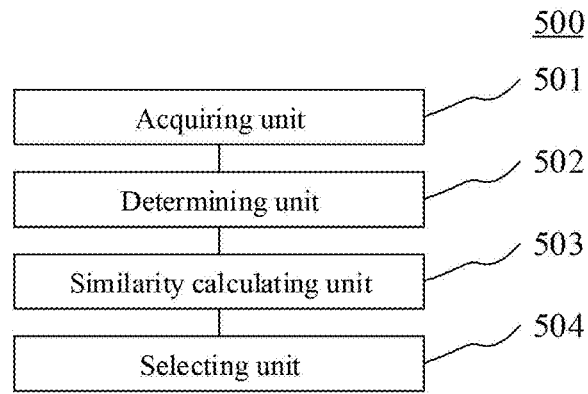 500
501
Acquiring unit
502
Determining unit
503
Similarity calculating unit
504
Selecting unit